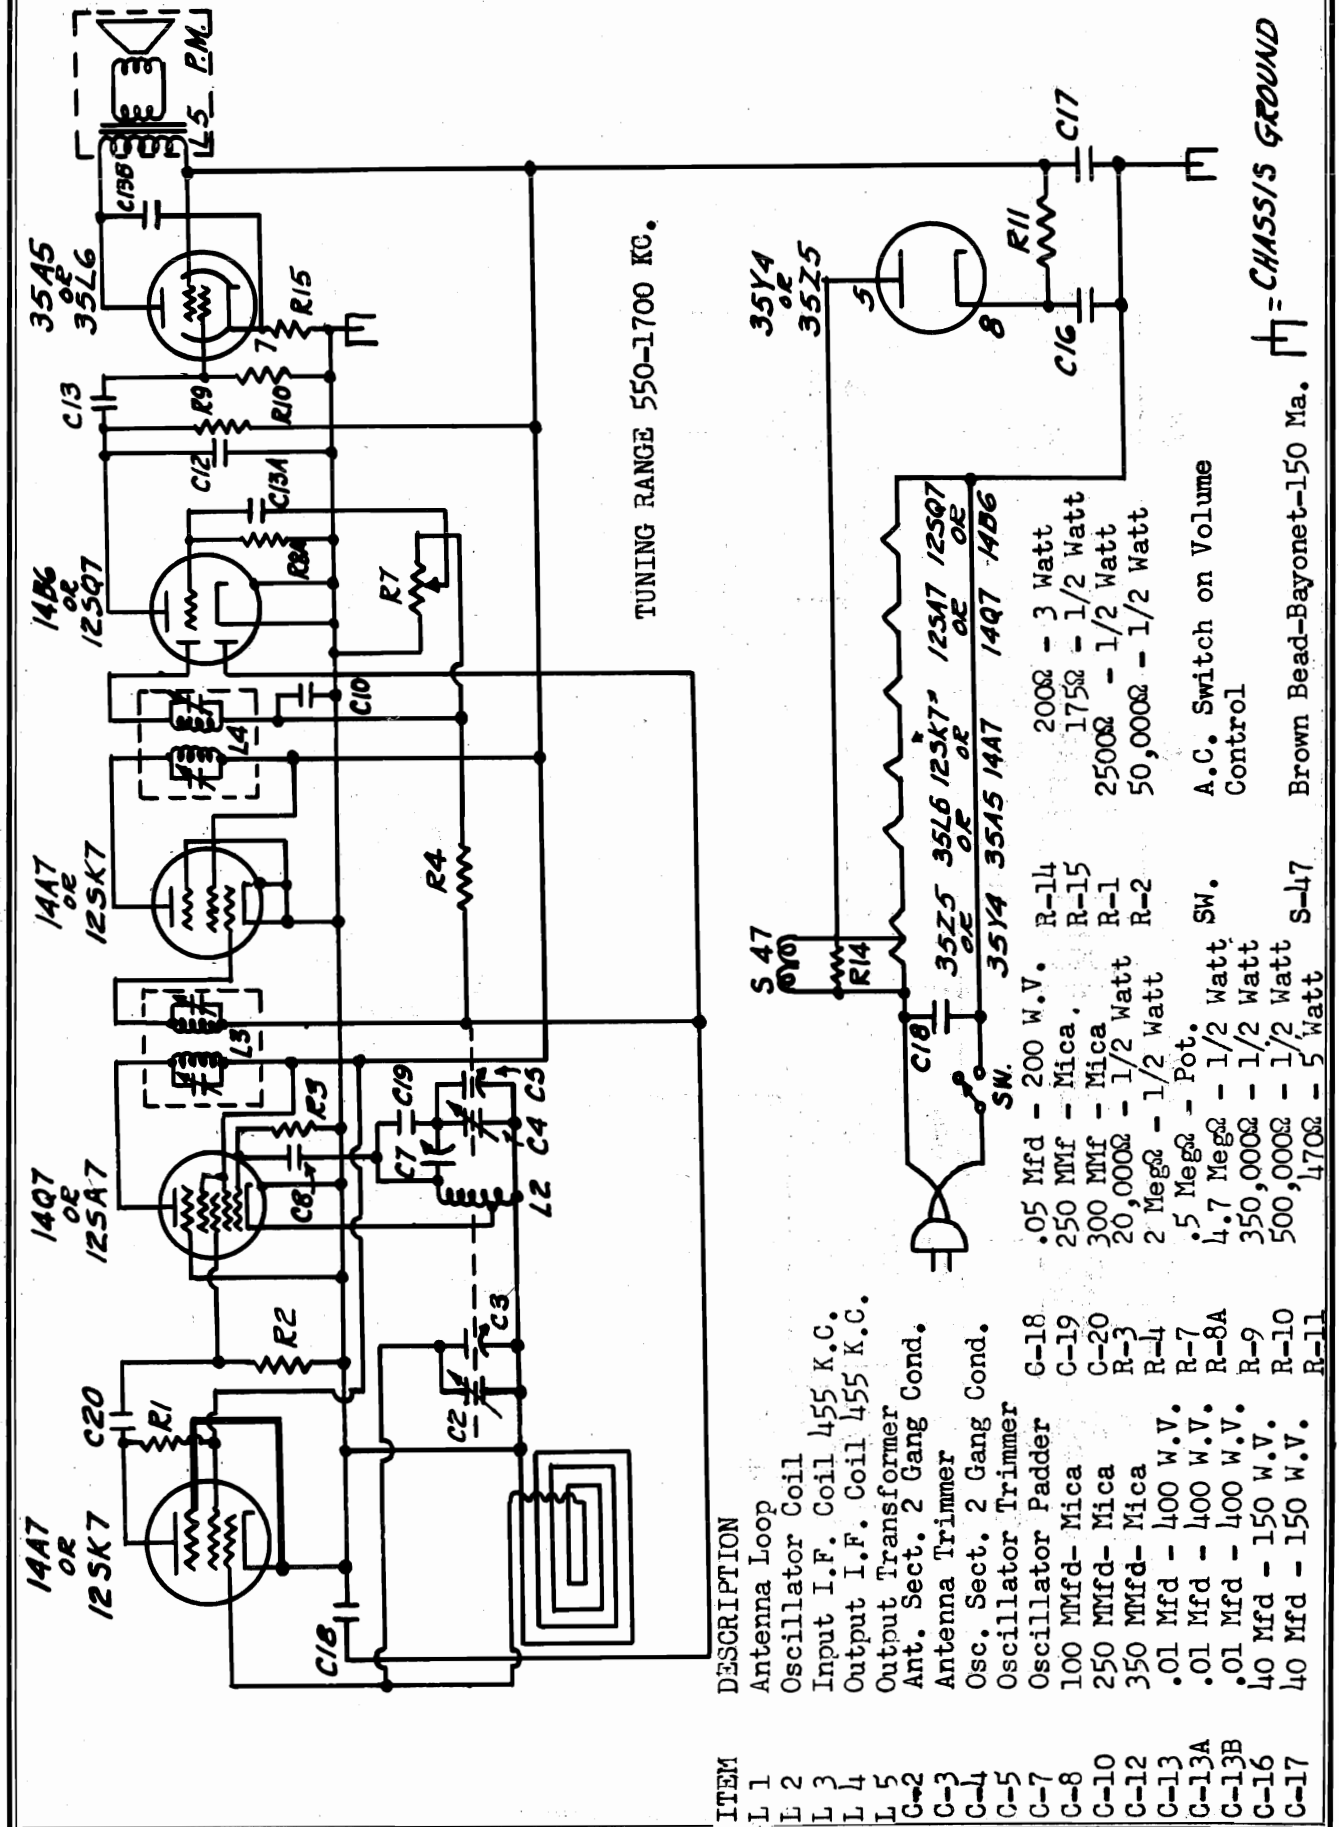 14A7
OR
12SK7
14Q7
OR
12SA7
14A7
OR
12SK7
14B6
OR
12SQ7
35A5
OR
35L6
C20
R1
R2
C18
C8
R3
L3
L4
C10
R8A
C13A
C12
R9
R10
C13
7
R15
C13B
L5
P.M.
C2
C3
L2
C7
C19
C4
C5
R4
R7
TUNING RANGE 550-1700 KC.
S 47
R14
C18
SW.
35Z5 35L6 12SK7" 12SA7 12SQ7
OR OR OR OR OR
35Y4 35A5 14A7 14Q7 14B6
35Y4
OR
35Z5
5
8
C16
R11
C17
= CHASSIS GROUND
ITEM DESCRIPTION
L 1 Antenna Loop
L 2 Oscillator Coil
L 3 Input I.F. Coil 455 K.C.
L 4 Output I.F. Coil 455 K.C.
L 5 Output Transformer
C-2 Ant. Sect. 2 Gang Cond.
C-3 Antenna Trimmer
C-4 Osc. Sect. 2 Gang Cond.
C-5 Oscillator Trimmer
C-7 Oscillator Padder
C-8 100 MMfd- Mica
C-10 250 MMfd- Mica
C-12 350 MMfd- Mica
C-13 .01 Mfd - 400 W.V.
C-13A .01 Mfd - 400 W.V.
C-13B .01 Mfd - 400 W.V.
C-16 40 Mfd - 150 W.V.
C-17 40 Mfd - 150 W.V.
C-18 .05 Mfd - 200 W.V.
C-19 250 MMf - Mica.
C-20 300 MMf - Mica
R-3 20,000Ω - 1/2 Watt
R-4 2 MegΩ - 1/2 Watt
R-7 .5 MegΩ - Pot.
R-8A 4.7 MegΩ - 1/2 Watt
R-9 350,000Ω - 1/2 Watt
R-10 500,000Ω - 1/2 Watt
R-11 470Ω - 5 Watt
R-14 200Ω - 3 Watt
R-15 175Ω - 1/2 Watt
R-1 2500Ω - 1/2 Watt
R-2 50,000Ω - 1/2 Watt
SW. A.C. Switch on Volume
Control
S-47 Brown Bead-Bayonet-150 Ma.